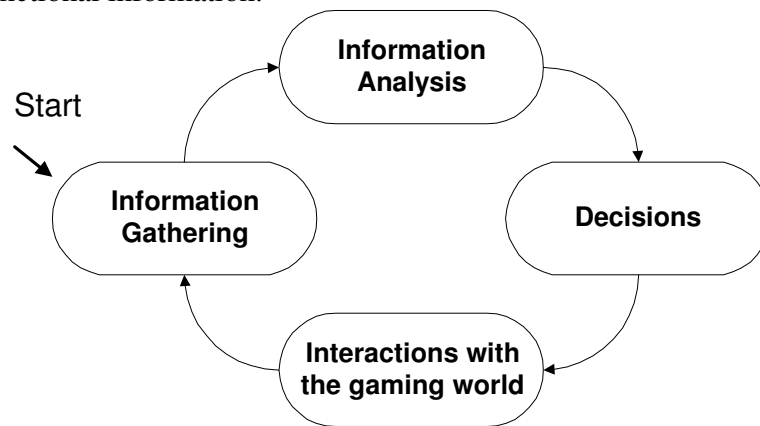 Information
Analysis
Start
Information
Gathering
Decisions
Interactions with
the gaming world